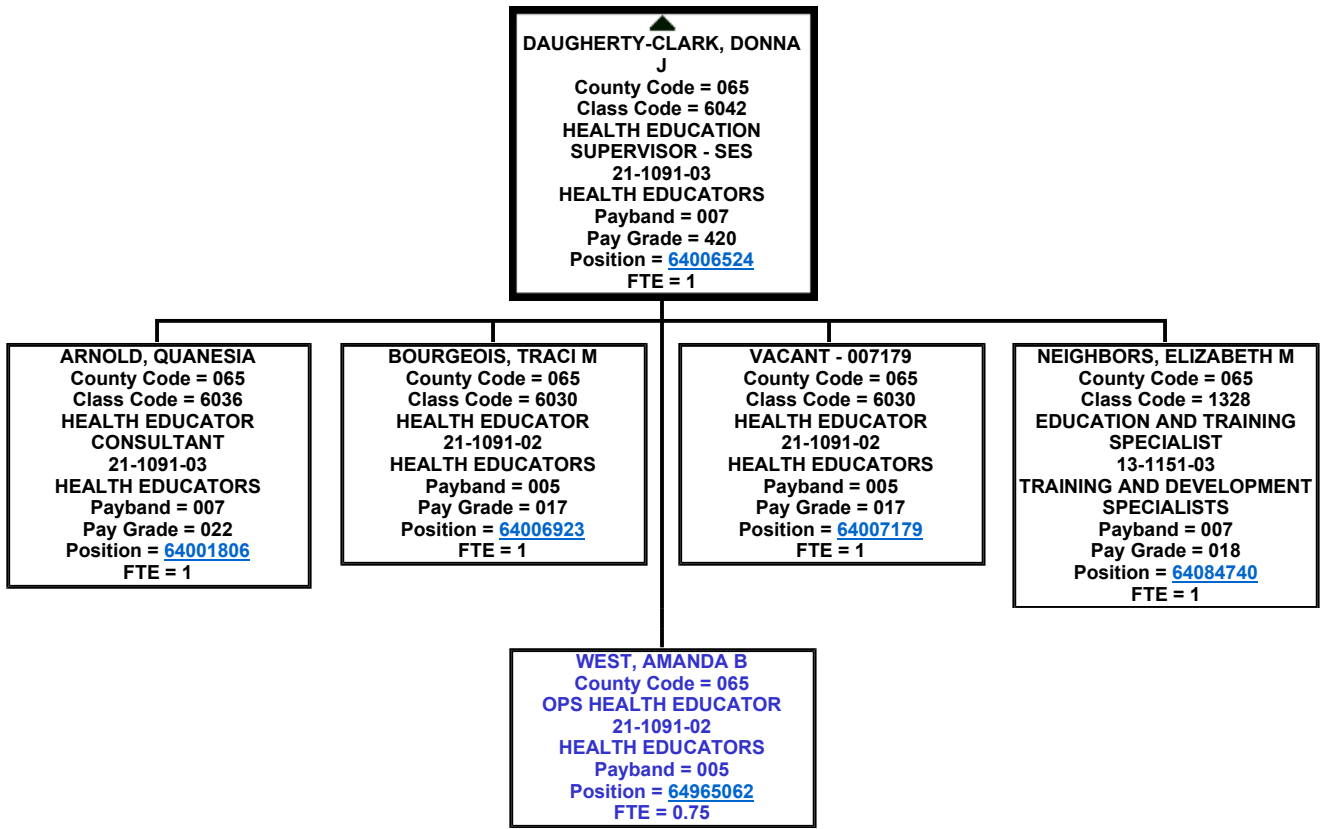 DAUGHERTY-CLARK, DONNA
J
County Code = 065
Class Code = 6042
HEALTH EDUCATION
SUPERVISOR - SES
21-1091-03
HEALTH EDUCATORS
Payband = 007
Pay Grade = 420
Position = 64006524
FTE = 1
ARNOLD, QUANESIA
County Code = 065
Class Code = 6036
HEALTH EDUCATOR
CONSULTANT
21-1091-03
HEALTH EDUCATORS
Payband = 007
Pay Grade = 022
Position = 64001806
FTE = 1
BOURGEOIS, TRACI M
County Code = 065
Class Code = 6030
HEALTH EDUCATOR
21-1091-02
HEALTH EDUCATORS
Payband = 005
Pay Grade = 017
Position = 64006923
FTE = 1
VACANT - 007179
County Code = 065
Class Code = 6030
HEALTH EDUCATOR
21-1091-02
HEALTH EDUCATORS
Payband = 005
Pay Grade = 017
Position = 64007179
FTE = 1
NEIGHBORS, ELIZABETH M
County Code = 065
Class Code = 1328
EDUCATION AND TRAINING
SPECIALIST
13-1151-03
TRAINING AND DEVELOPMENT
SPECIALISTS
Payband = 007
Pay Grade = 018
Position = 64084740
FTE = 1
WEST, AMANDA B
County Code = 065
OPS HEALTH EDUCATOR
21-1091-02
HEALTH EDUCATORS
Payband = 005
Position = 64965062
FTE = 0.75